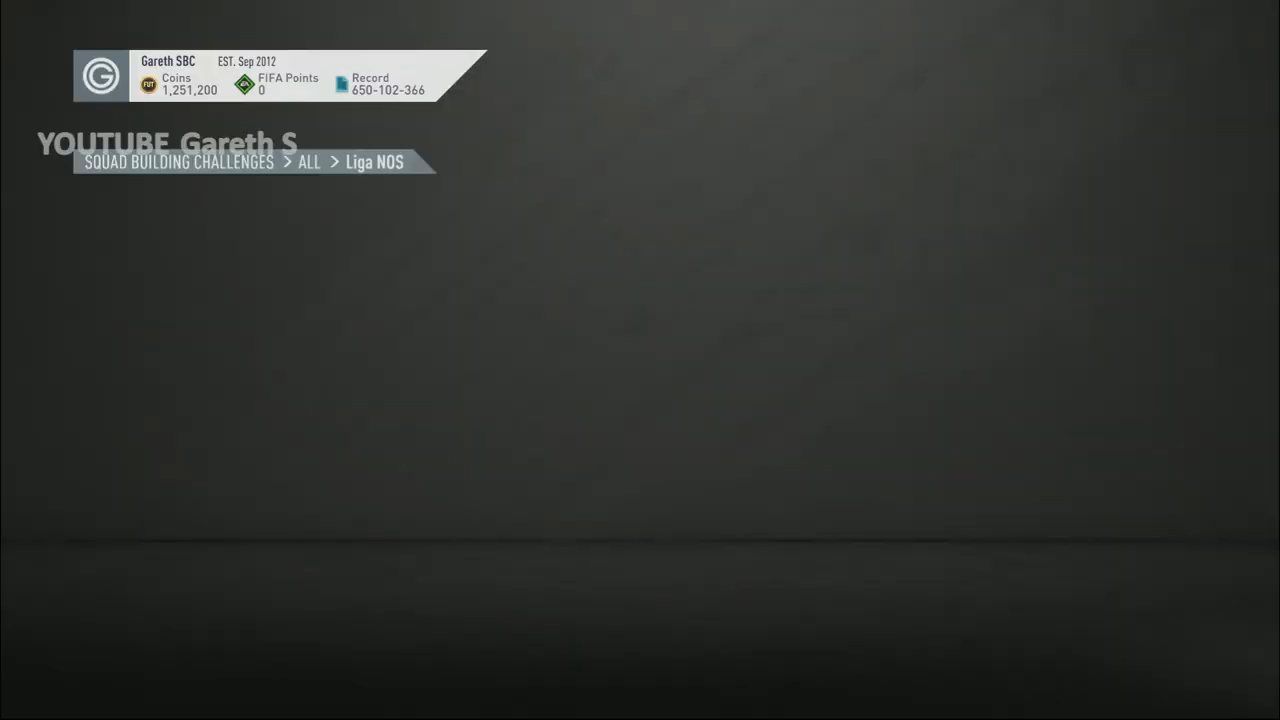 Gareth SBC EST. Sep 2012
Coins FIFA Points Record
1,251,200 0 650-102-366
YOUTUBE Gareth S
SQUAD BUILDING CHALLENGES > ALL > Liga NOS